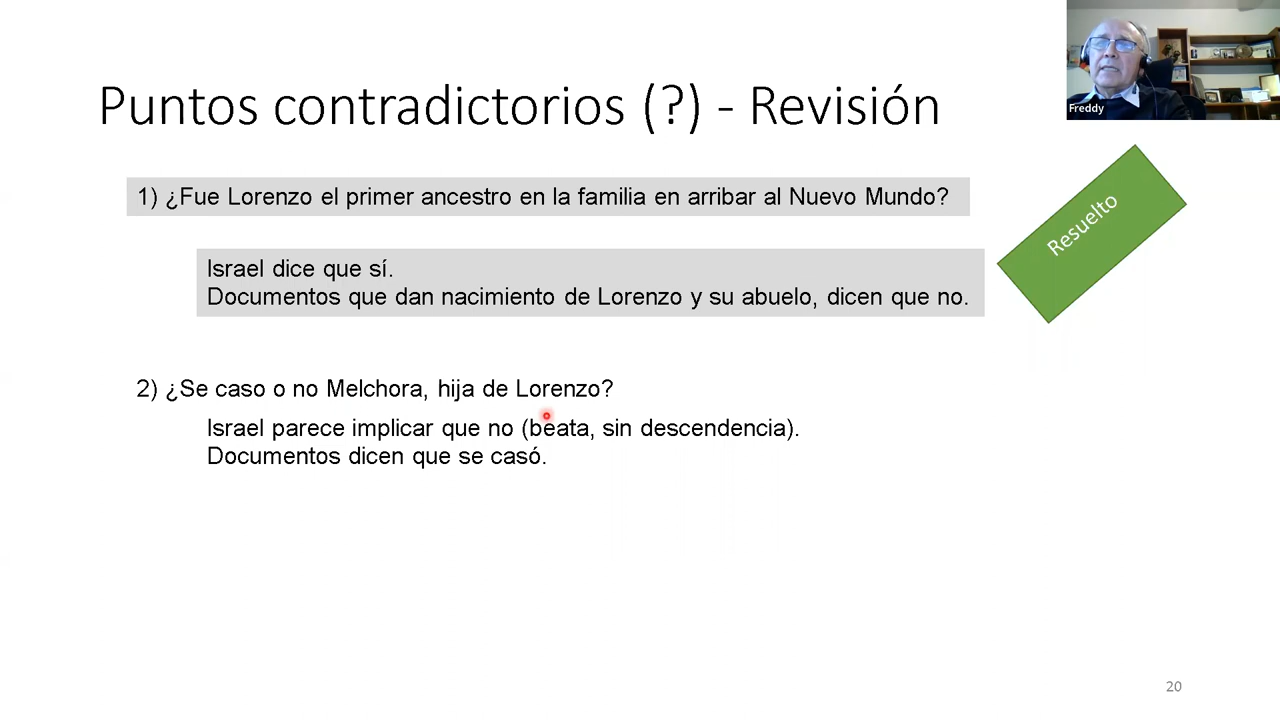 Puntos contradictorios (?) - Revisión
Freddy
1) ¿Fue Lorenzo el primer ancestro en la familia en arribar al Nuevo Mundo?
Resuelto
Israel dice que sí.
Documentos que dan nacimiento de Lorenzo y su abuelo, dicen que no.
2) ¿Se caso o no Melchora, hija de Lorenzo?
Israel parece implicar que no (beata, sin descendencia).
Documentos dicen que se casó.
20